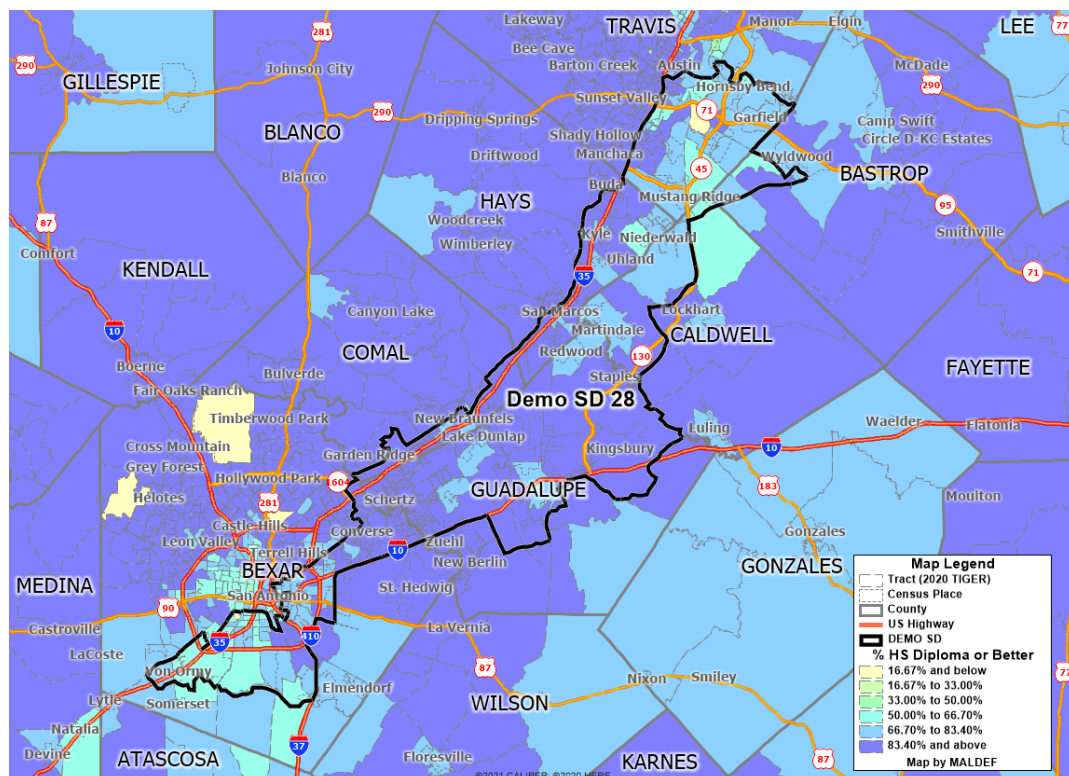 TRAVIS
LEE
Lakeway
Manor
Elgin
77
281
Bee Cave
290
Johnson City
Barton Creek
Austin
McDade
GILLESPIE
Hornsby Bend
290
Sunset Valley
71
290
Garfield
BLANCO
Dripping Springs
Camp Swift
Shady Hollow
Circle D-KC Estates
Driftwood
Manchaca
Wyldwood
45
BASTROP
Blanco
Buda
HAYS
Mustang Ridge
95
87
Woodcreek
Kyle
Niederwald
Smithville
Comfort
Wimberley
Uhland
KENDALL
35
71
Canyon Lake
San Marcos
Lockhart
10
Martindale
CALDWELL
COMAL
Redwood
130
Boerne
Bulverde
Staples
FAYETTE
Fair Oaks Ranch
Demo SD 28
Timberwood Park
New Braunfels
Luling
Waelder
Flatonia
Cross Mountain
Lake Dunlap
Kingsbury
10
Grey Forest
Garden Ridge
Hollywood Park
1604
183
Helotes
281
Schertz
GUADALUPE
Moulton
Castle Hills
Converse
Gonzales
Leon Valley
Terrell Hills
10
Zuehl
New Berlin
MEDINA
BEXAR
St. Hedwig
GONZALES
San Antonio
90
Castroville
35
410
La Vernia
LaCoste
Von Ormy
87
Lytle
Elmendorf
Nixon
Smiley
77
Somerset
WILSON
Natalia
37
Devine
ATASCOSA
Floresville
KARNES
87
©2021 CALIPER; ©2020 HERE
Map Legend
Tract (2020 TIGER)
Census Place
County
US Highway
DEMO SD
% HS Diploma or Better
16.67% and below
16.67% to 33.00%
33.00% to 50.00%
50.00% to 66.70%
66.70% to 83.40%
83.40% and above
Map by MALDEF